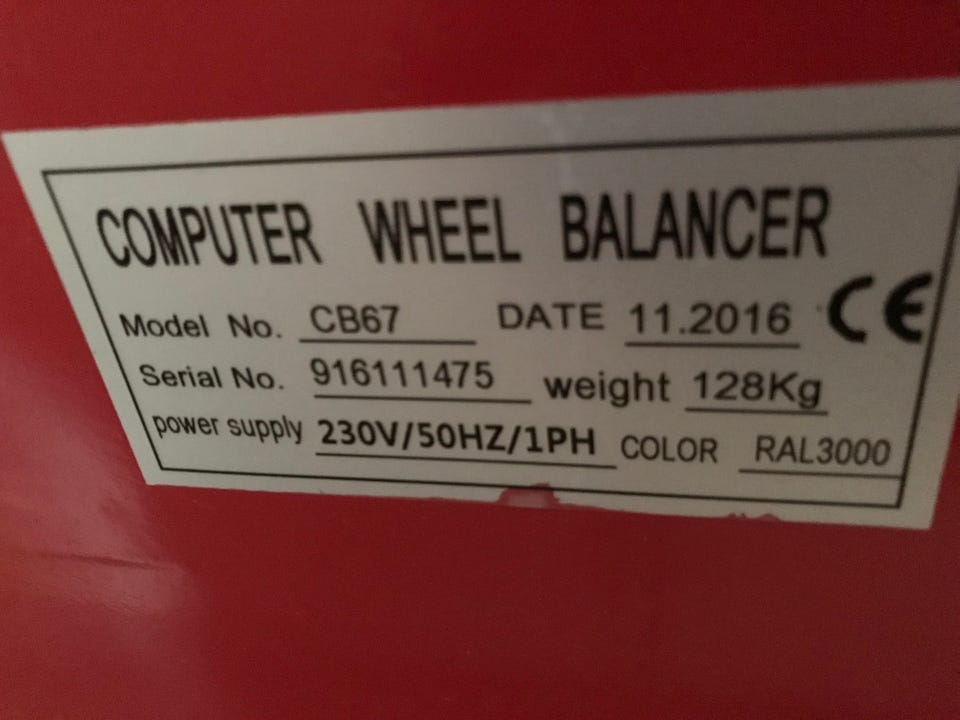 COMPUTER WHEEL BALANCER
Model No. CB67 DATE 11.2016 CE
Serial No. 916111475 weight 128Kg
power supply 230V/50HZ/1PH COLOR RAL3000